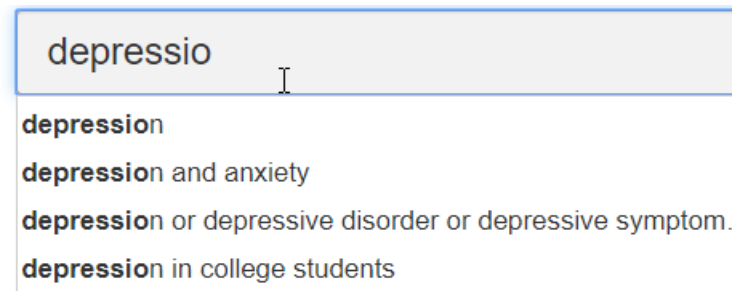 depressio
depression
depression and anxiety
depression or depressive disorder or depressive symptom.
depression in college students